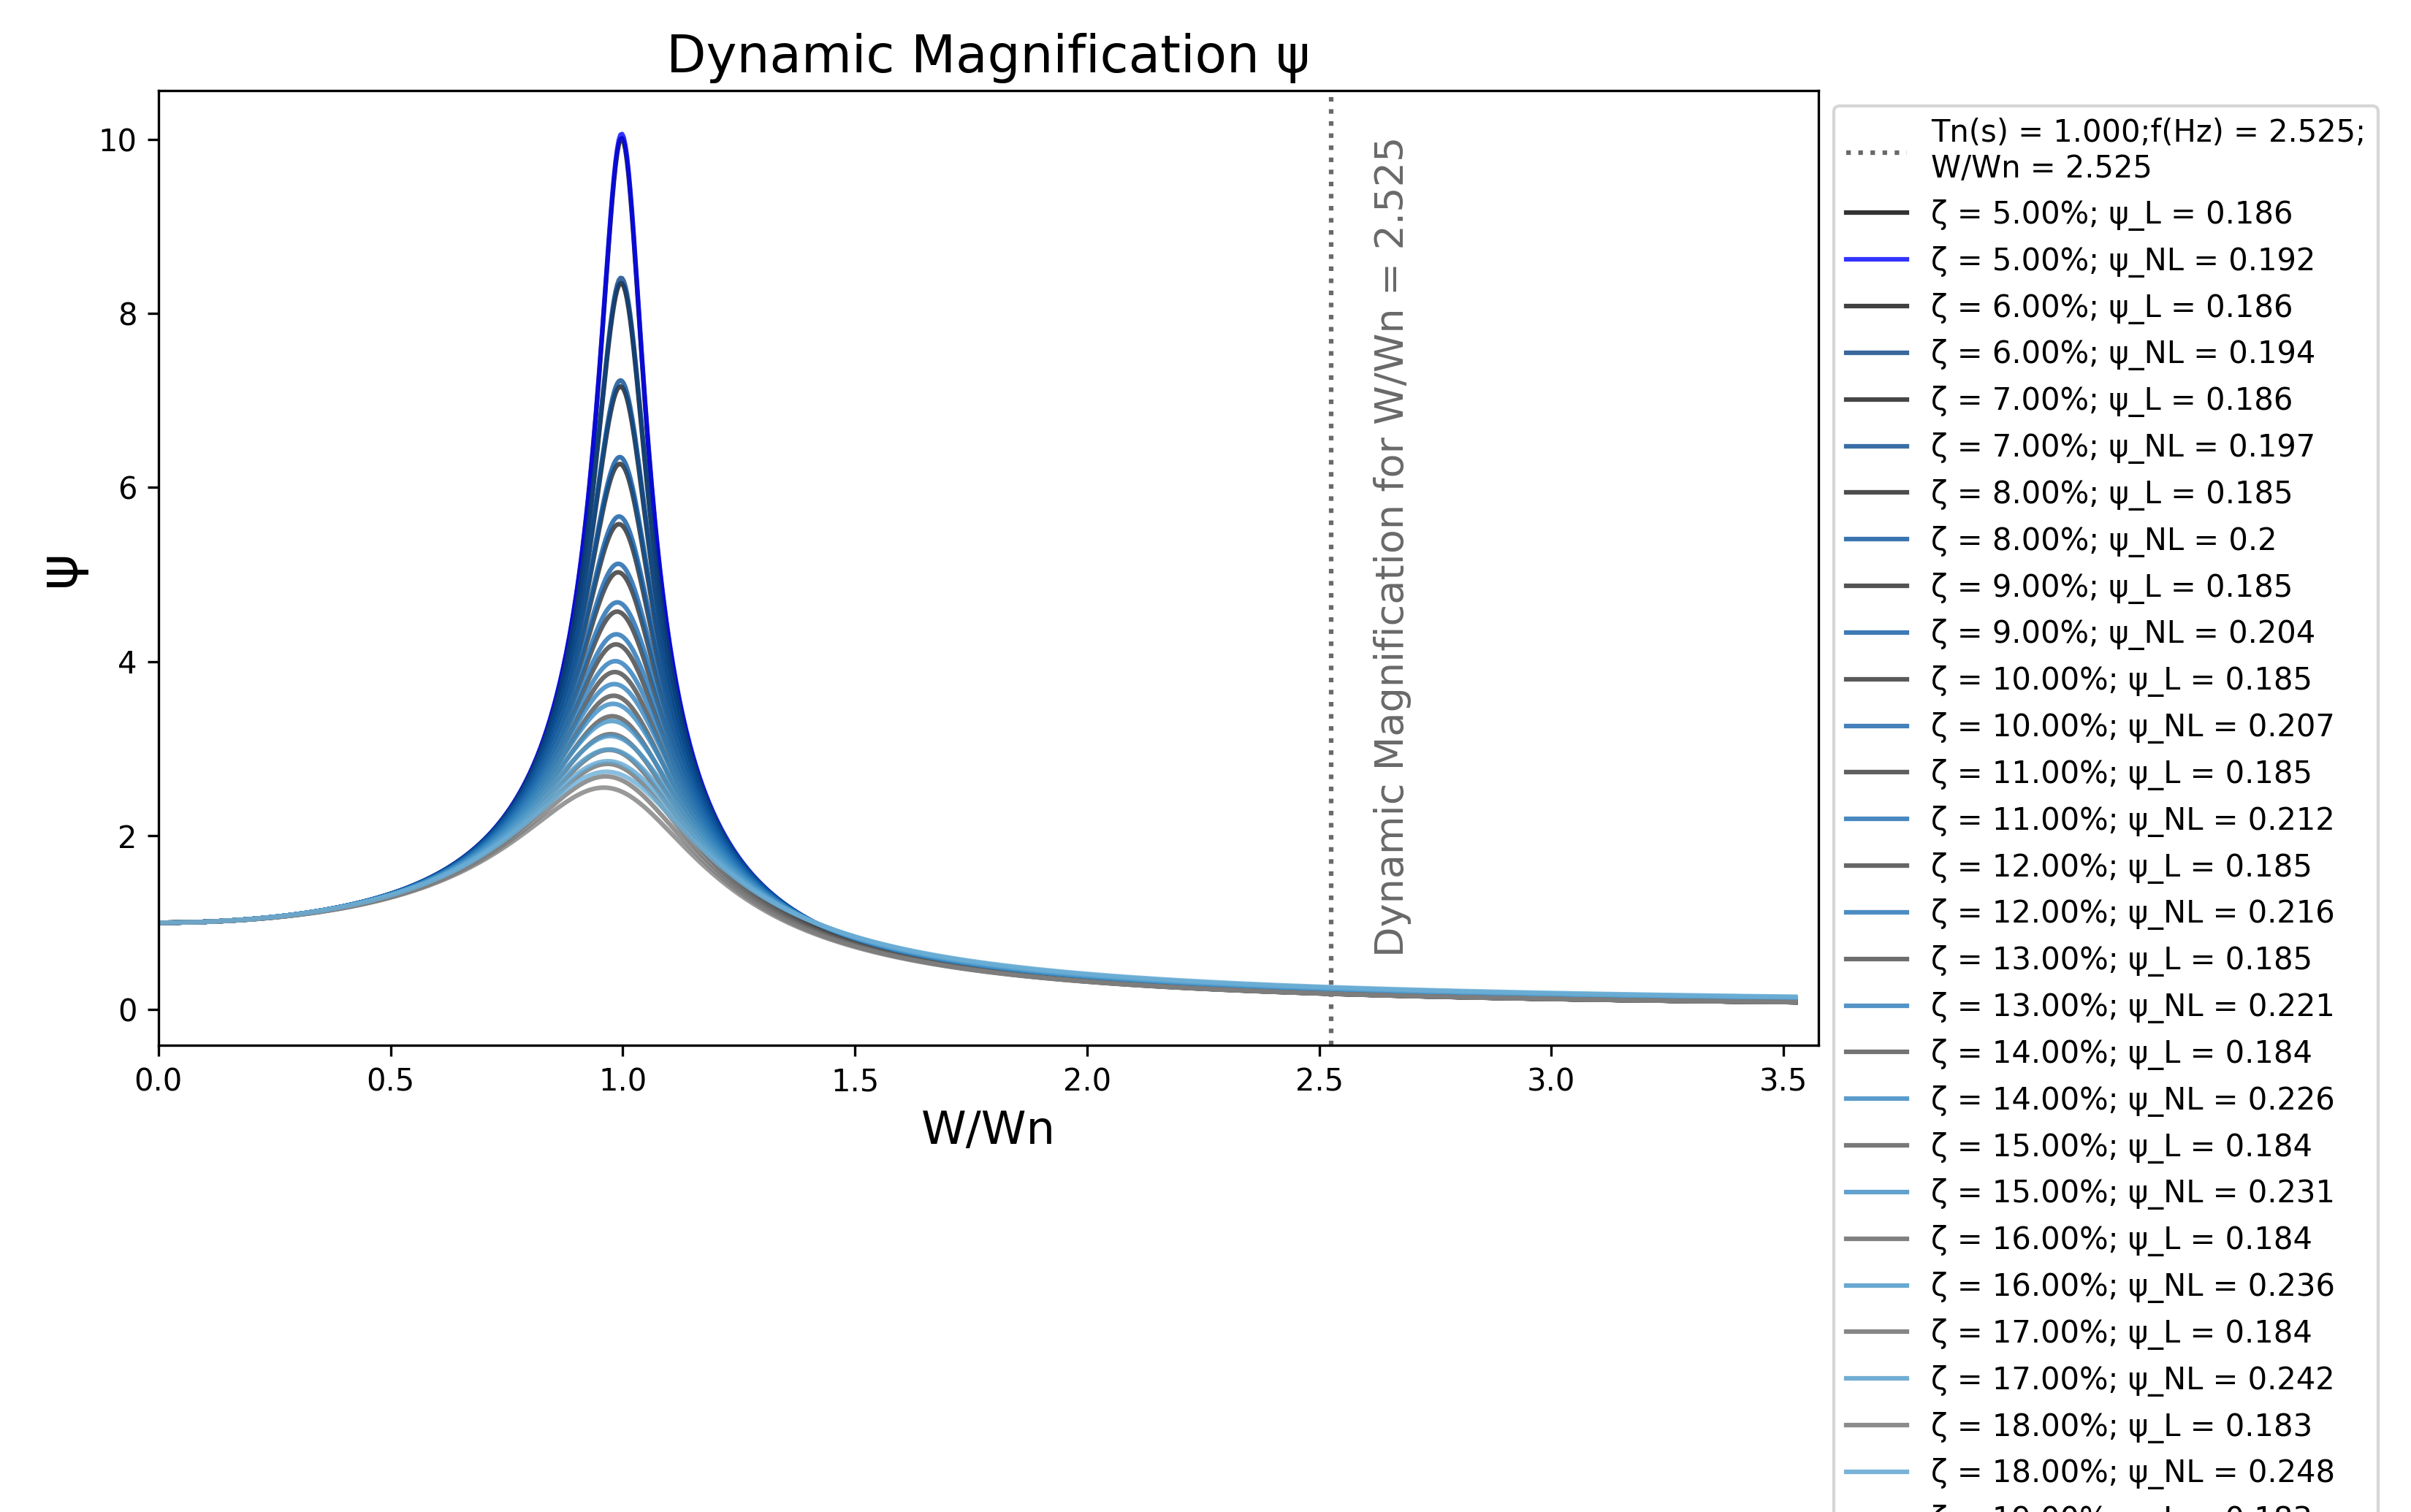 Dynamic Magnification ψ
ψ
10
8
6
4
2
0
0.0 0.5 1.0 1.5 2.0 2.5 3.0 3.5
W/Wn
Dynamic Magnification for W/Wn = 2.525
Tn(s) = 1.000;f(Hz) = 2.525;
W/Wn = 2.525
ζ = 5.00%; ψ_L = 0.186
ζ = 5.00%; ψ_NL = 0.192
ζ = 6.00%; ψ_L = 0.186
ζ = 6.00%; ψ_NL = 0.194
ζ = 7.00%; ψ_L = 0.186
ζ = 7.00%; ψ_NL = 0.197
ζ = 8.00%; ψ_L = 0.185
ζ = 8.00%; ψ_NL = 0.2
ζ = 9.00%; ψ_L = 0.185
ζ = 9.00%; ψ_NL = 0.204
ζ = 10.00%; ψ_L = 0.185
ζ = 10.00%; ψ_NL = 0.207
ζ = 11.00%; ψ_L = 0.185
ζ = 11.00%; ψ_NL = 0.212
ζ = 12.00%; ψ_L = 0.185
ζ = 12.00%; ψ_NL = 0.216
ζ = 13.00%; ψ_L = 0.185
ζ = 13.00%; ψ_NL = 0.221
ζ = 14.00%; ψ_L = 0.184
ζ = 14.00%; ψ_NL = 0.226
ζ = 15.00%; ψ_L = 0.184
ζ = 15.00%; ψ_NL = 0.231
ζ = 16.00%; ψ_L = 0.184
ζ = 16.00%; ψ_NL = 0.236
ζ = 17.00%; ψ_L = 0.184
ζ = 17.00%; ψ_NL = 0.242
ζ = 18.00%; ψ_L = 0.183
ζ = 18.00%; ψ_NL = 0.248